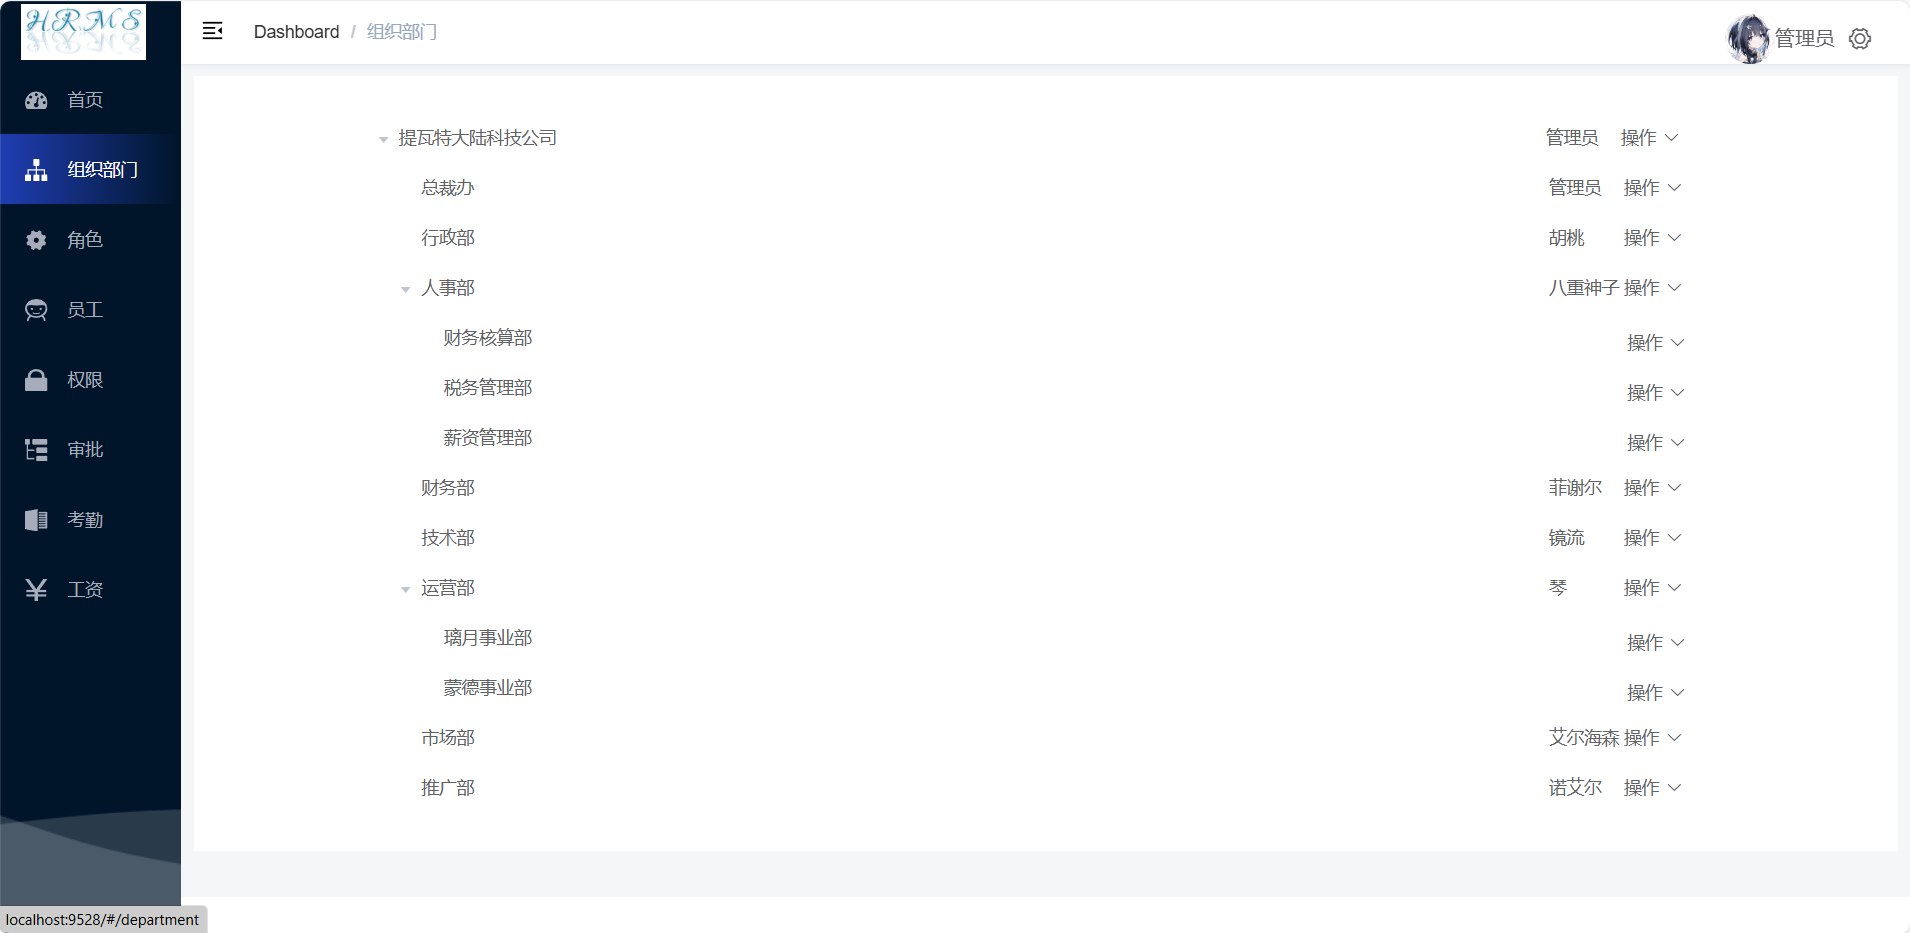 HRMS
Dashboard / 组织部门
管理员
首页
组织部门
角色
员工
权限
审批
考勤
工资
提瓦特大陆科技公司 管理员 操作
总裁办 管理员 操作
行政部 胡桃 操作
人事部 八重神子 操作
财务核算部 操作
税务管理部 操作
薪资管理部 操作
财务部 菲谢尔 操作
技术部 镜流 操作
运营部 琴 操作
璃月事业部 操作
蒙德事业部 操作
市场部 艾尔海森 操作
推广部 诺艾尔 操作
localhost:9528/#/department